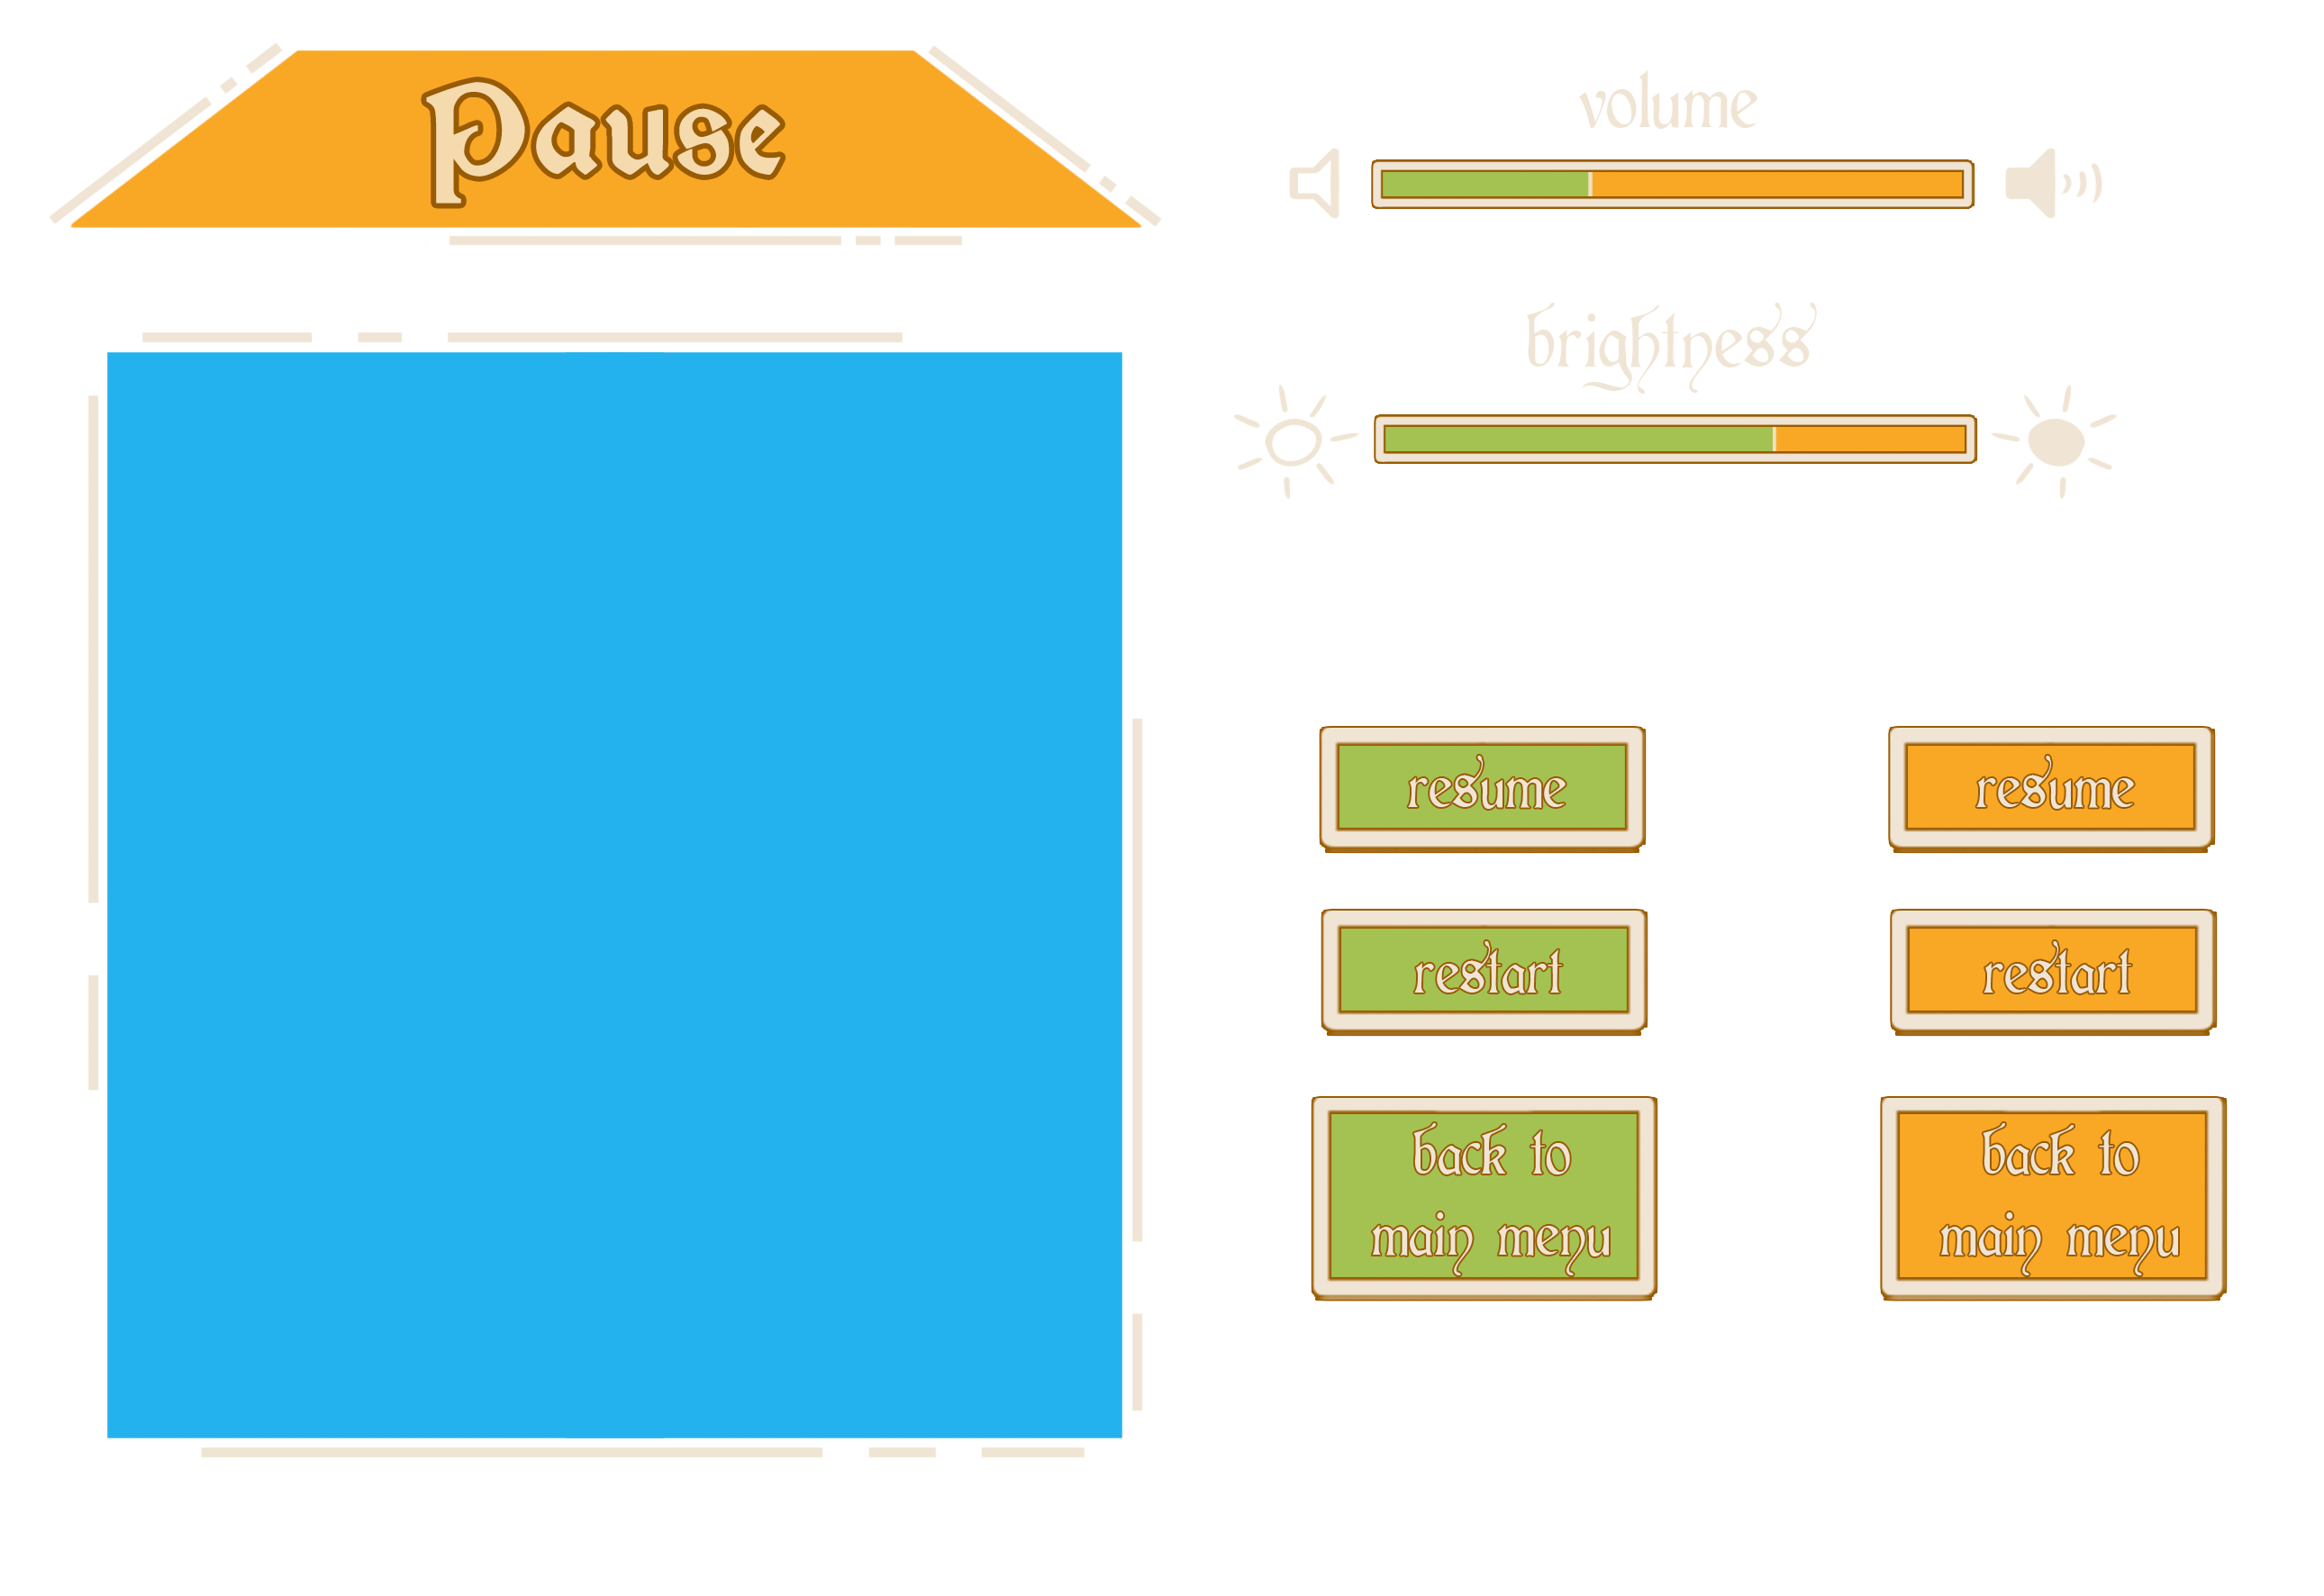 Pause
volume
brightness
resume
resume
restart
restart
back to
main menu
back to
main menu